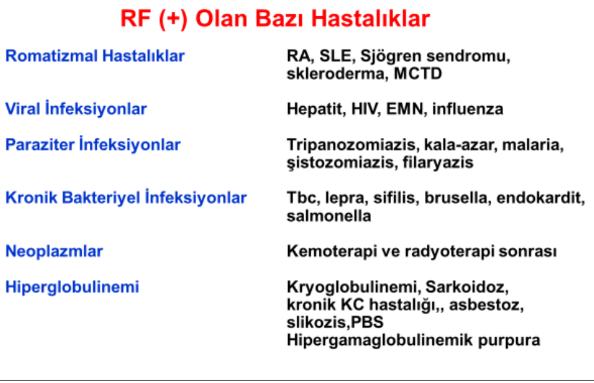 RF (+) Olan Bazı Hastalıklar
Romatizmal Hastalıklar RA, SLE, Sjögren sendromu,
skleroderma, MCTD
Viral İnfeksiyonlar Hepatit, HIV, EMN, influenza
Paraziter İnfeksiyonlar Tripanozomiazis, kala-azar, malaria,
şistozomiazis, filaryazis
Kronik Bakteriyel İnfeksiyonlar Tbc, lepra, sifilis, brusella, endokardit,
salmonella
Neoplazmlar Kemoterapi ve radyoterapi sonrası
Hiperglobulinemi Kryoglobulinemi, Sarkoidoz,
kronik KC hastalığı,, asbestoz,
slikozis,PBS
Hipergamaglobulinemik purpura